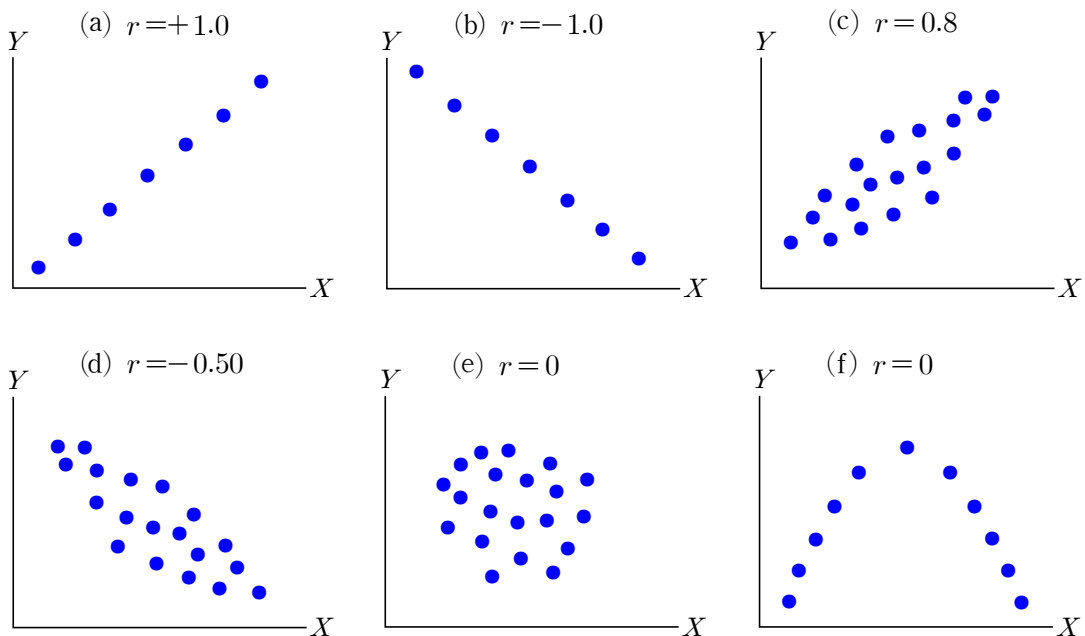 (a) r=+1.0
Y
X
(b) r=−1.0
Y
X
(c) r=0.8
Y
X
(d) r=−0.50
Y
X
(e) r=0
Y
X
(f) r=0
Y
X